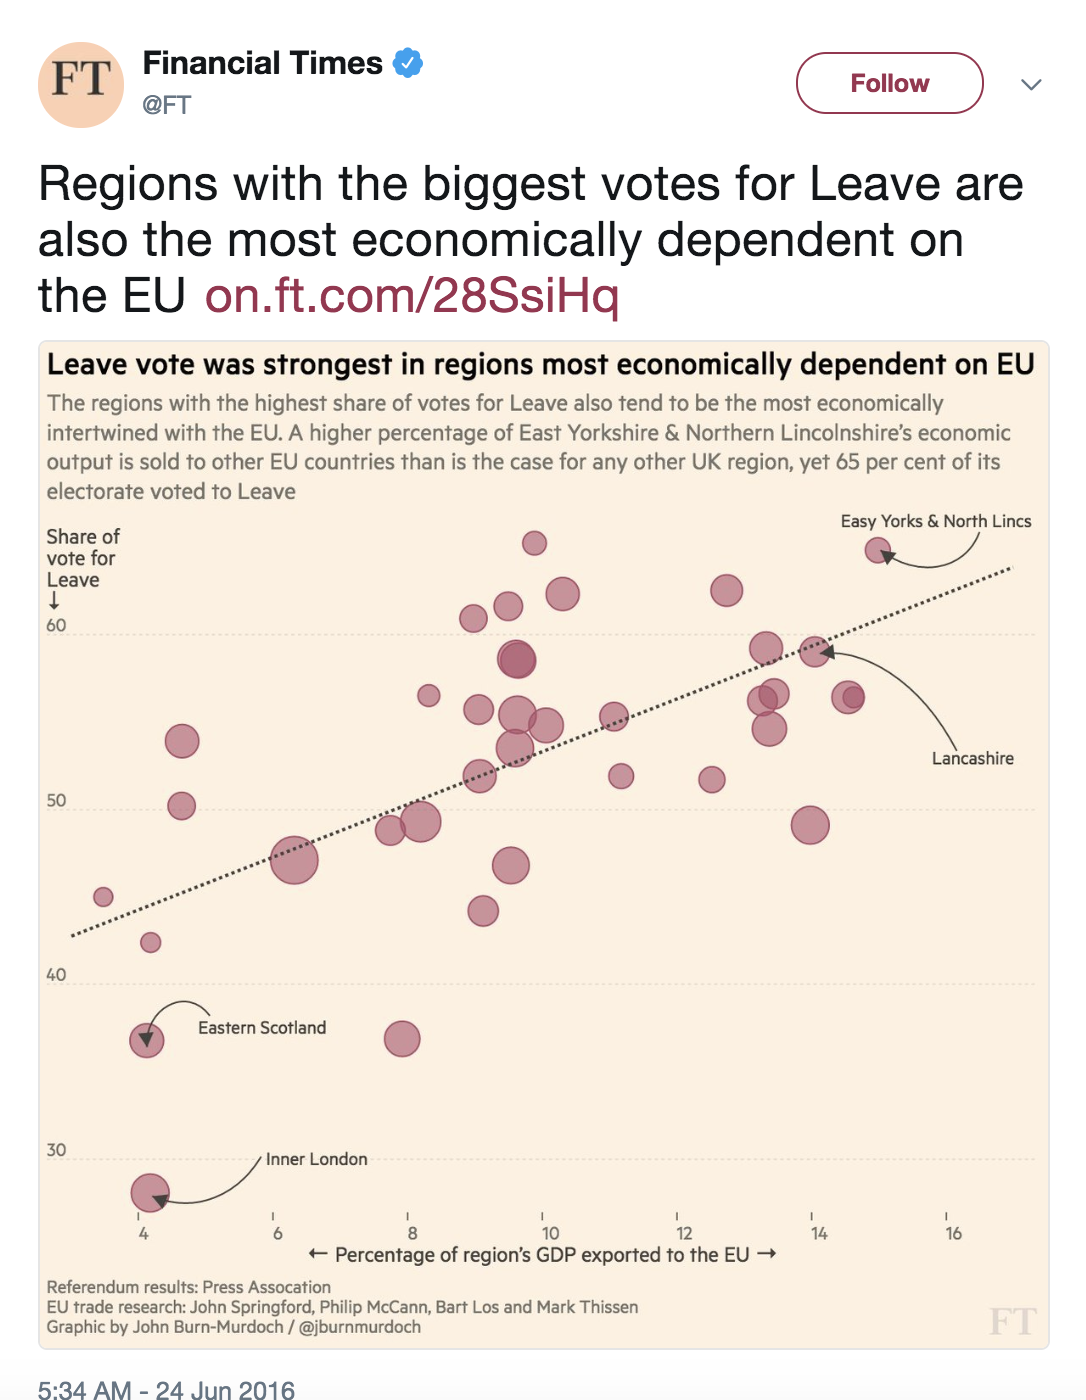 FT
Financial Times
@FT
Follow
Regions with the biggest votes for Leave are
also the most economically dependent on
the EU on.ft.com/28SsiHq
Leave vote was strongest in regions most economically dependent on EU
The regions with the highest share of votes for Leave also tend to be the most economically
intertwined with the EU. A higher percentage of East Yorkshire & Northern Lincolnshire's economic
output is sold to other EU countries than is the case for any other UK region, yet 65 per cent of its
electorate voted to Leave
Share of
vote for
Leave
↓
Easy Yorks & North Lincs
60
Lancashire
50
40
Eastern Scotland
30
Inner London
4 6 8 10 12 14 16
← Percentage of region's GDP exported to the EU →
Referendum results: Press Assocation
EU trade research: John Springford, Philip McCann, Bart Los and Mark Thissen
Graphic by John Burn-Murdoch / @jburnmurdoch
FT
5:34 AM - 24 Jun 2016